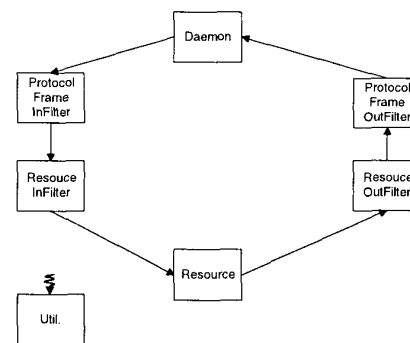 Daemon
Protocol
Frame
InFilter
Protocol
Frame
OutFilter
Resouce
InFilter
Resouce
OutFilter
Resource
Util.